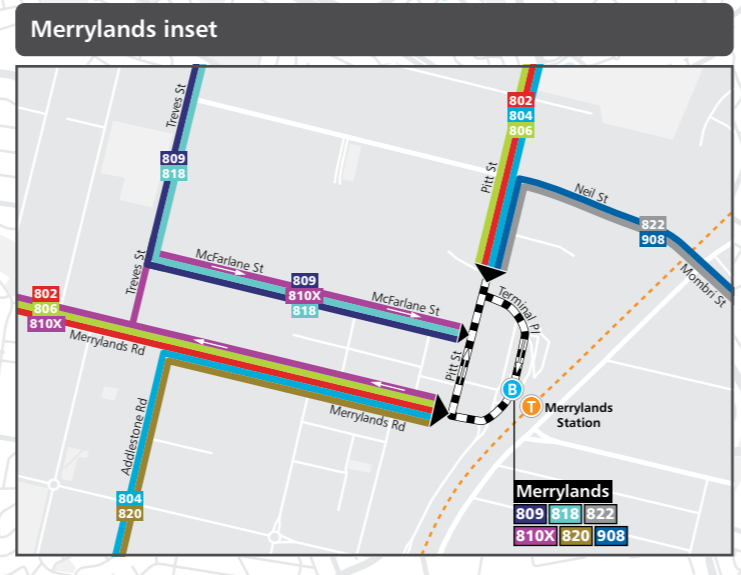 Merrylands inset
Treves St
809
818
802
804
806
Pitt St
Neil St
822
908
Mombri St
Treves St
McFarlane St
809
810X
818
McFarlane St
Terminal Pl
802
806
810X
Merrylands Rd
Pitt St
Merrylands Rd
B
T
Merrylands
Station
Addlestone Rd
804
820
Merrylands
809 818 822
810X 820 908